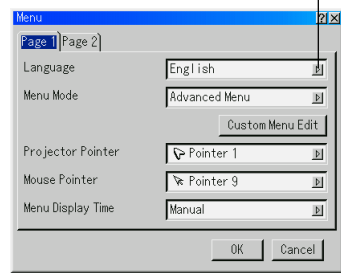 Menu
Page 1 Page 2
Language English
Menu Mode Advanced Menu
Custom Menu Edit
Projector Pointer Pointer 1
Mouse Pointer Pointer 9
Menu Display Time Manual
OK Cancel